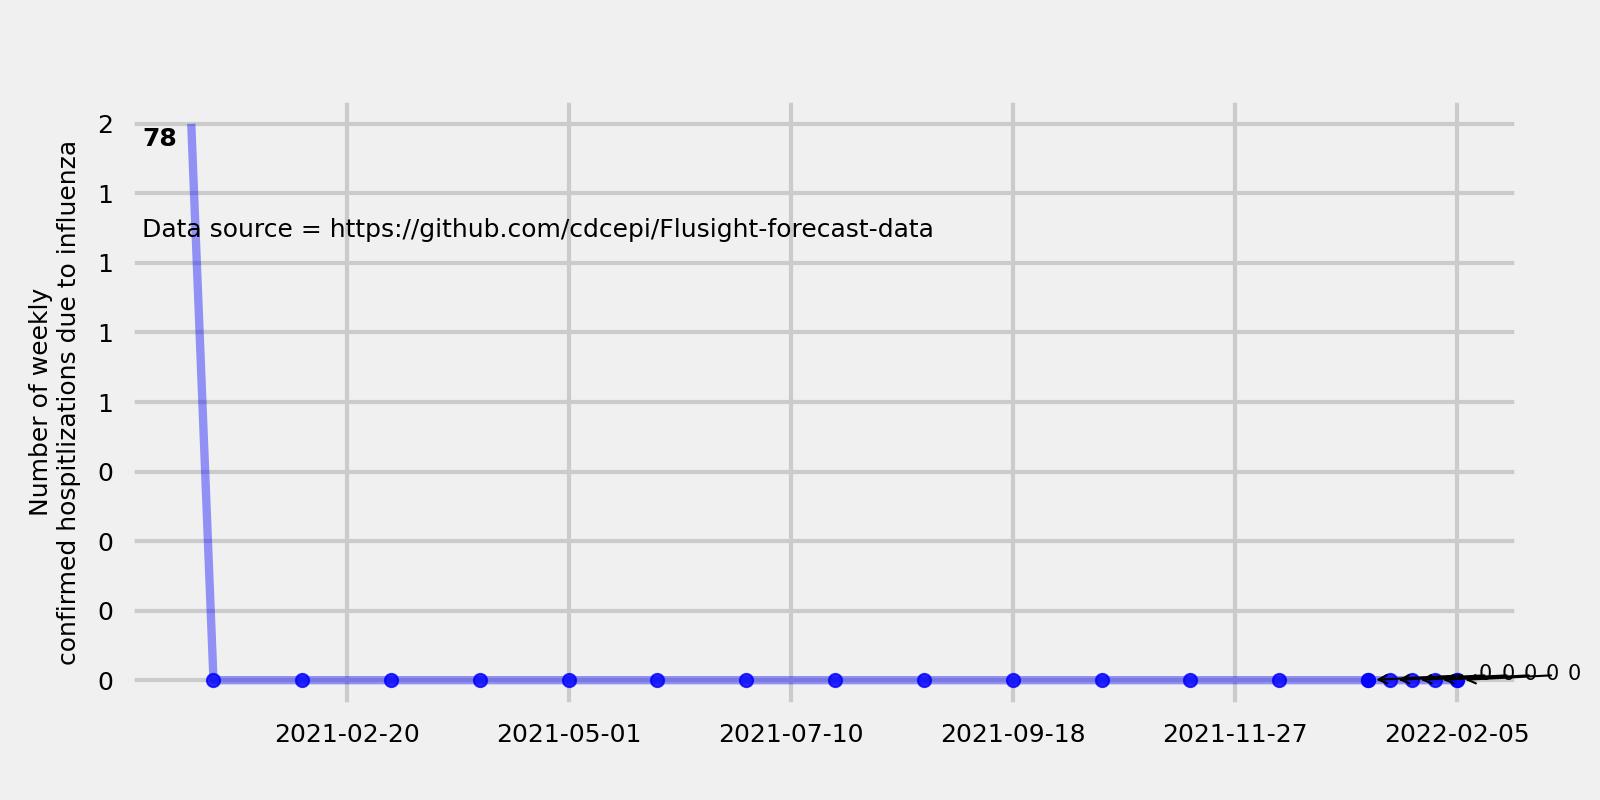 Number of weekly
confirmed hospitlizations due to influenza
2
1
1
1
1
0
0
0
0
78
Data source = https://github.com/cdcepi/Flusight-forecast-data
0 0 0 0 0
2021-02-20 2021-05-01 2021-07-10 2021-09-18 2021-11-27 2022-02-05